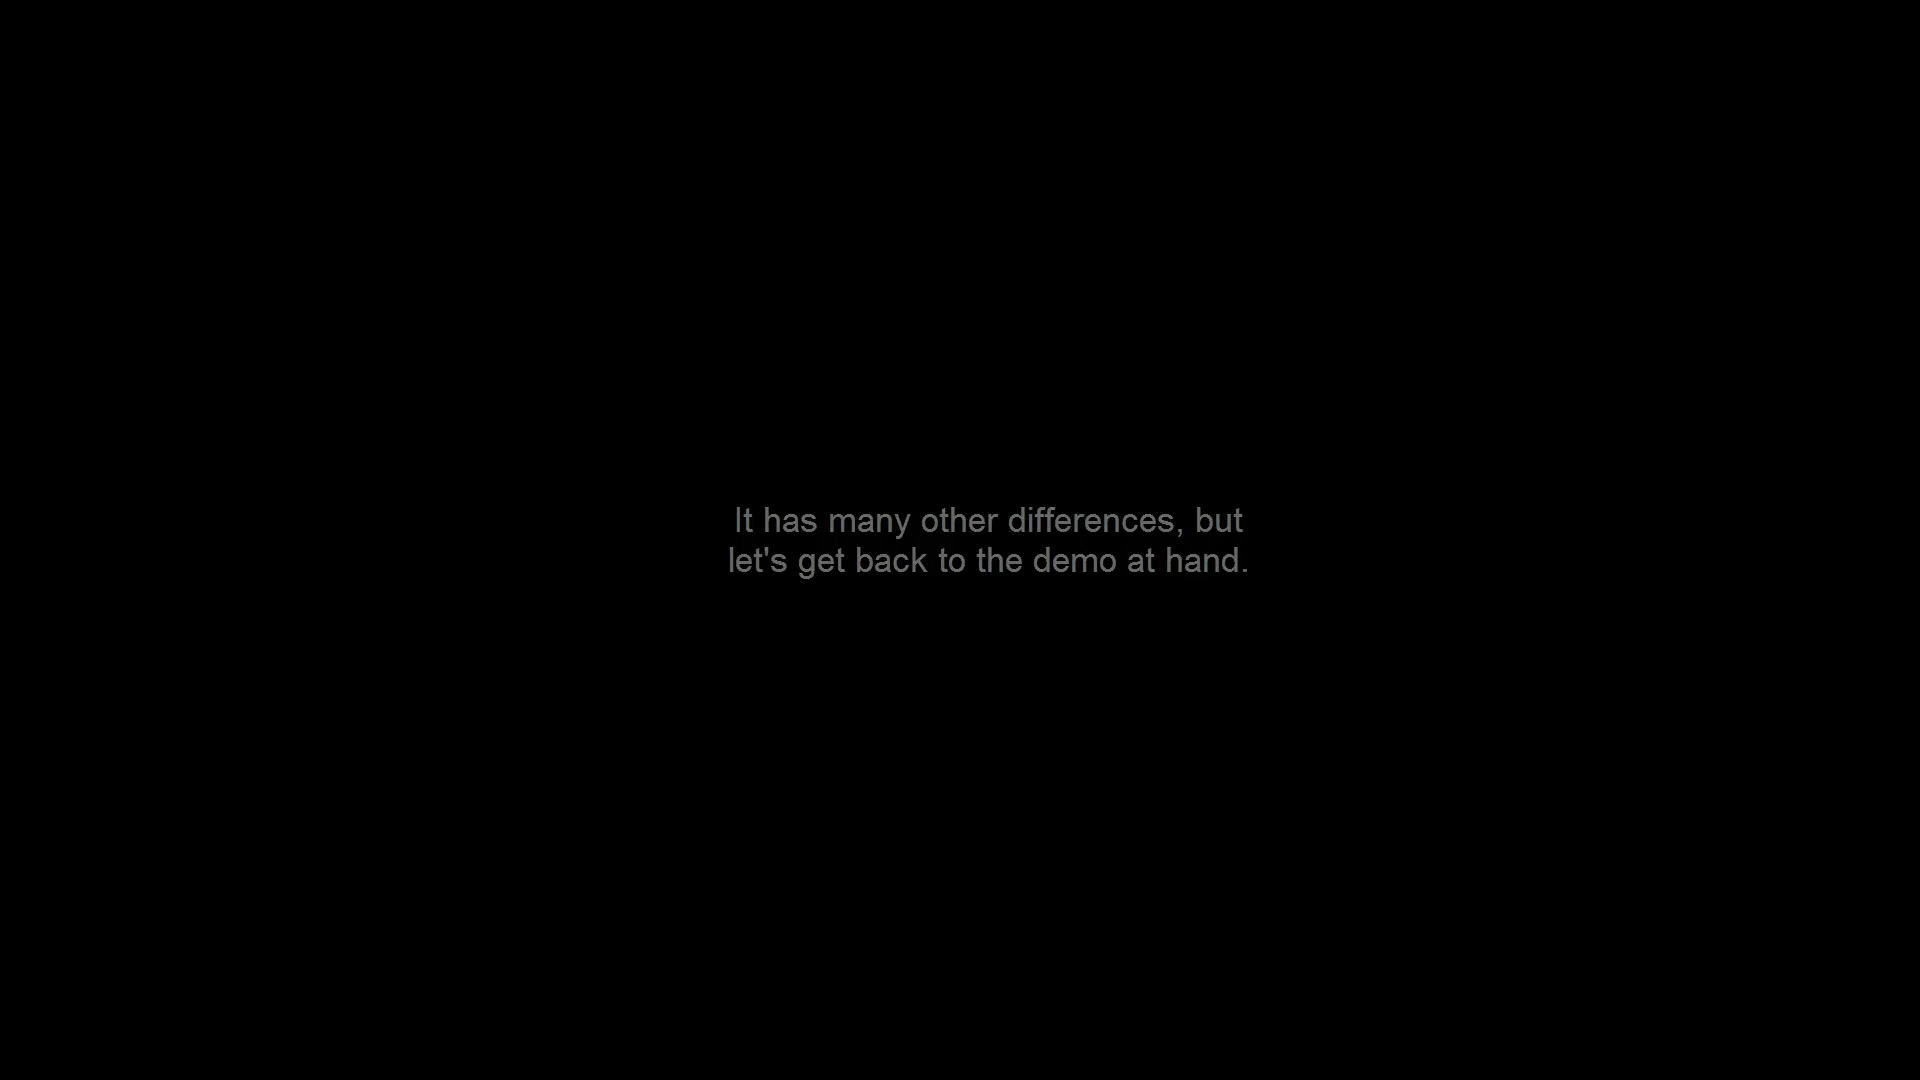 It has many other differences, but
let's get back to the demo at hand.